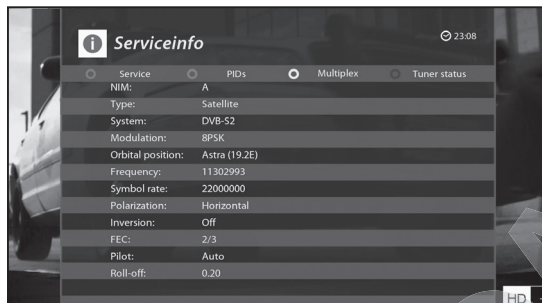 i Serviceinfo 23:08
Service PIDs Multiplex Tuner status
NIM: A
Type: Satellite
System: DVB-S2
Modulation: 8PSK
Orbital position: Astra (19.2E)
Frequency: 11302993
Symbol rate: 22000000
Polarization: Horizontal
Inversion: Off
FEC: 2/3
Pilot: Auto
Roll-off: 0.20
HD